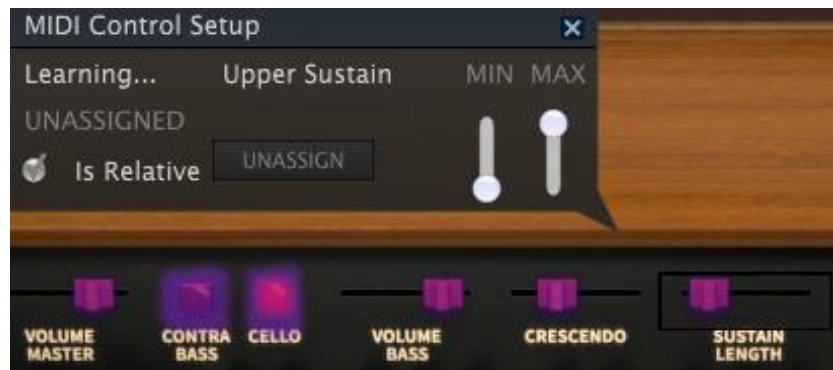 MIDI Control Setup
Learning... Upper Sustain MIN MAX
UNASSIGNED
Is Relative UNASSIGN
VOLUME MASTER
CONTRA BASS
CELLO
VOLUME BASS
CRESCENDO
SUSTAIN LENGTH